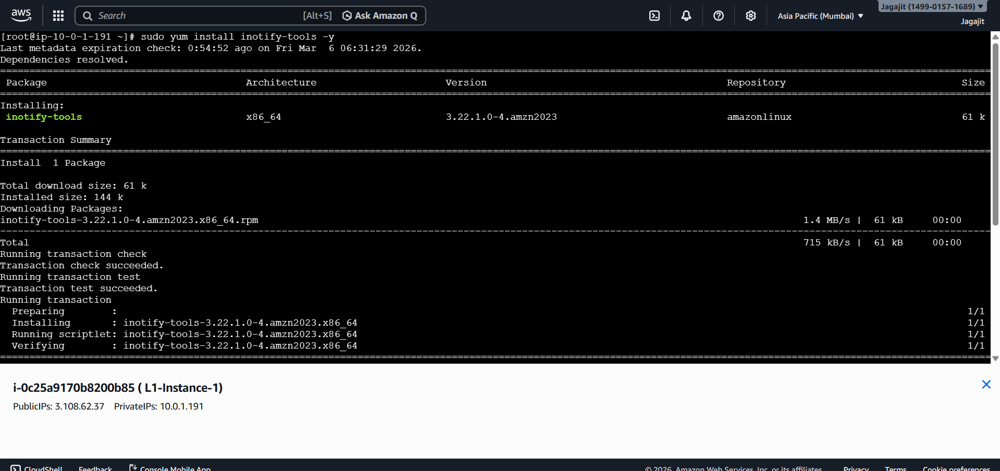 aws Search [Alt+S] Ask Amazon Q Asia Pacific (Mumbai) Jagajit (1499-0157-1689)
Jagajit
[root@ip-10-0-1-191 ~]# sudo yum install inotify-tools -y
Last metadata expiration check: 0:54:52 ago on Fri Mar  6 06:31:29 2026.
Dependencies resolved.
Package Architecture Version Repository Size
Installing:
inotify-tools x86_64 3.22.1.0-4.amzn2023 amazonlinux 61 k
Transaction Summary
Install  1 Package
Total download size: 61 k
Installed size: 144 k
Downloading Packages:
inotify-tools-3.22.1.0-4.amzn2023.x86_64.rpm 1.4 MB/s |  61 kB     00:00
Total 715 kB/s |  61 kB     00:00
Running transaction check
Transaction check succeeded.
Running transaction test
Transaction test succeeded.
Running transaction
Preparing        : 1/1
Installing       : inotify-tools-3.22.1.0-4.amzn2023.x86_64 1/1
Running scriptlet: inotify-tools-3.22.1.0-4.amzn2023.x86_64 1/1
Verifying        : inotify-tools-3.22.1.0-4.amzn2023.x86_64 1/1
i-0c25a9170b8200b85 ( L1-Instance-1)
PublicIPs: 3.108.62.37 PrivateIPs: 10.0.1.191
CloudShell Feedback Console Mobile App © 2026, Amazon Web Services, Inc. or its affiliates. Privacy Terms Cookie preferences